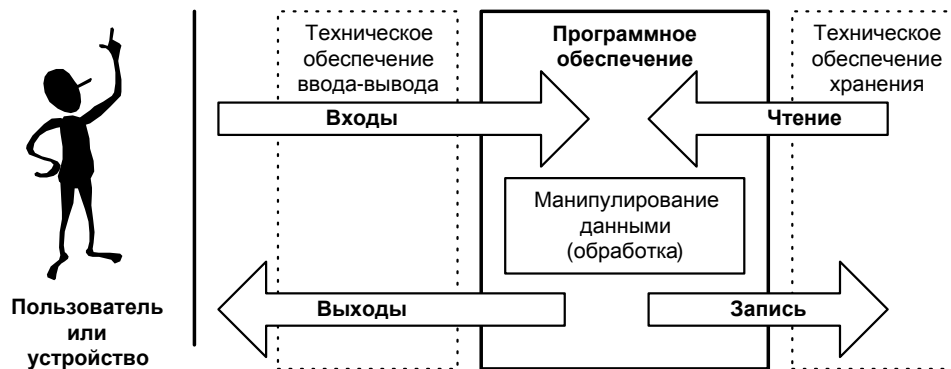 Техническое
обеспечение
ввода-вывода
Программное
обеспечение
Техническое
обеспечение
хранения
Входы
Чтение
Манипулирование
данными
(обработка)
Выходы
Запись
Пользователь
или
устройство